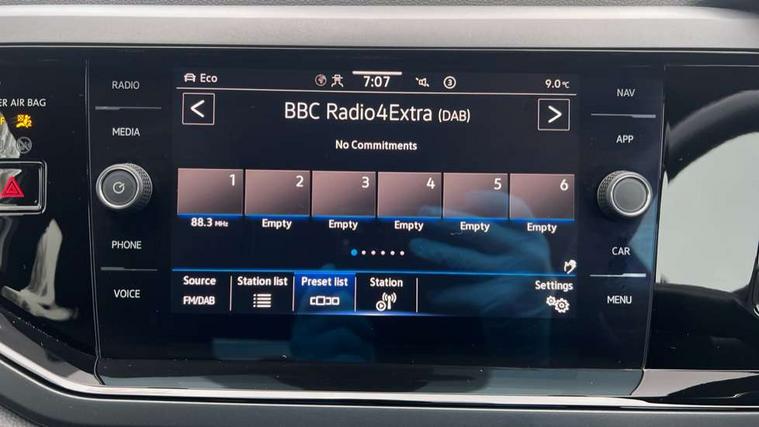 RADIO
MEDIA
PHONE
VOICE
ER AIR BAG
Eco
7:07
3
9.0°C
BBC Radio4Extra (DAB)
No Commitments
1 2 3 4 5 6
88.3 MHz Empty Empty Empty Empty Empty
Source Station list Preset list Station Settings
FM/DAB
NAV
APP
CAR
MENU